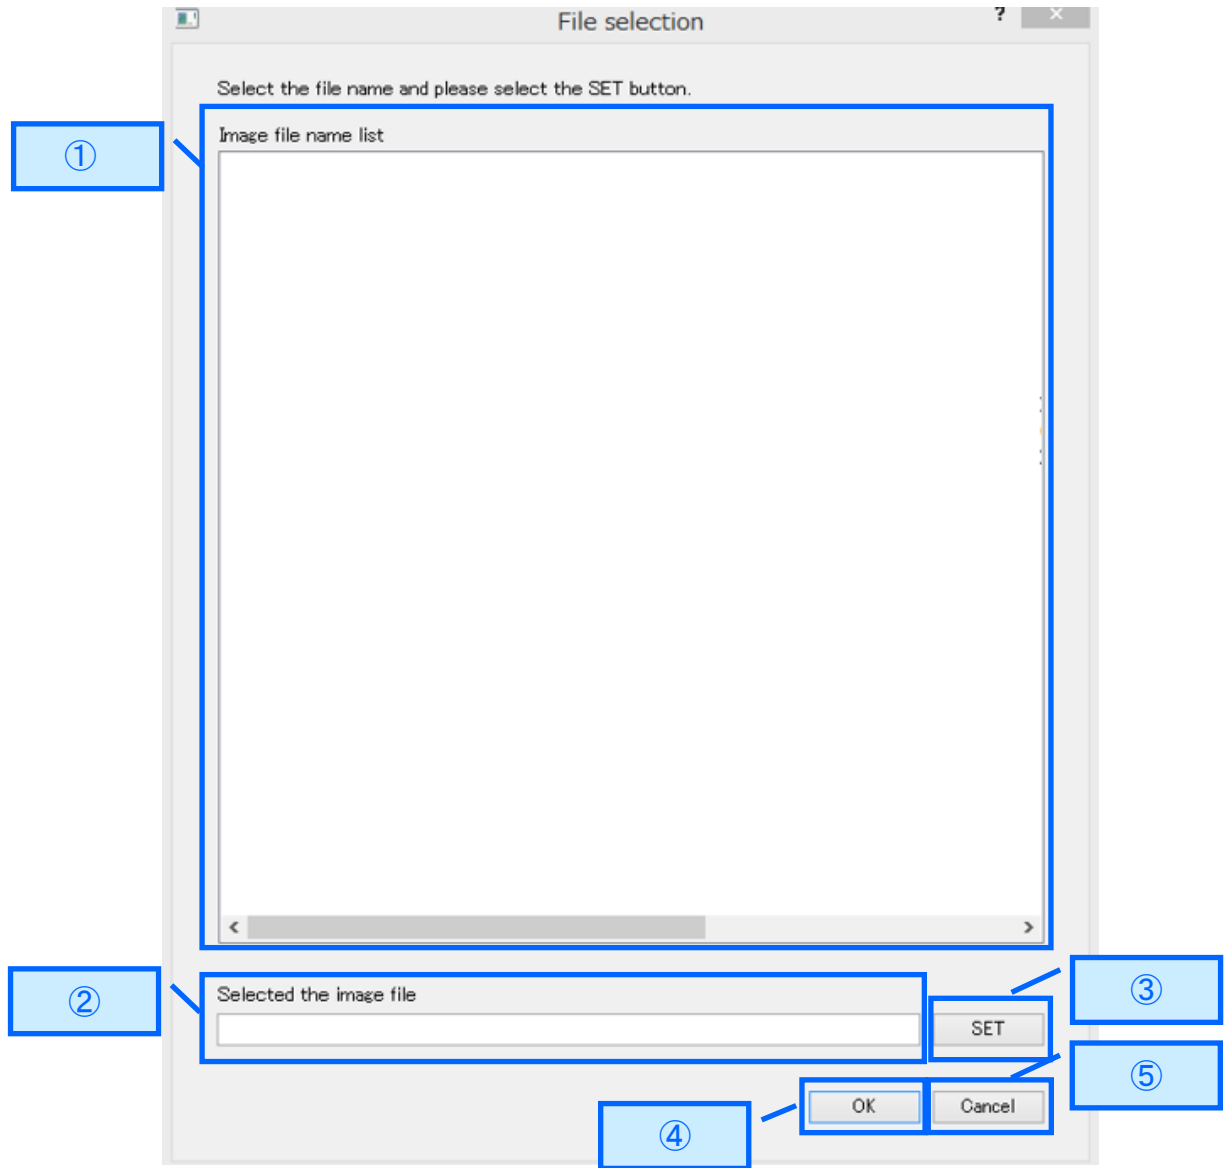 File selection
?
Select the file name and please select the SET button.
Image file name list
①
Selected the image file
②
③
SET
⑤
OK
Cancel
④